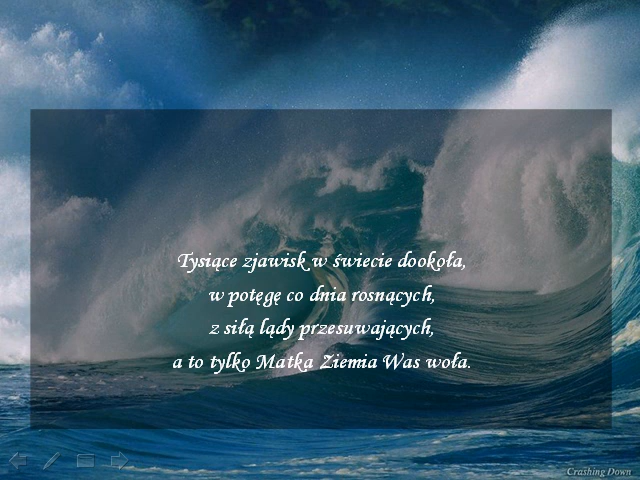 Tysiące zjawisk w świecie dookoła,
w potęgę co dnia rosnących,
z siłą lądy przesuwających,
a to tylko Matka Ziemia Was woła.
Crashing Down